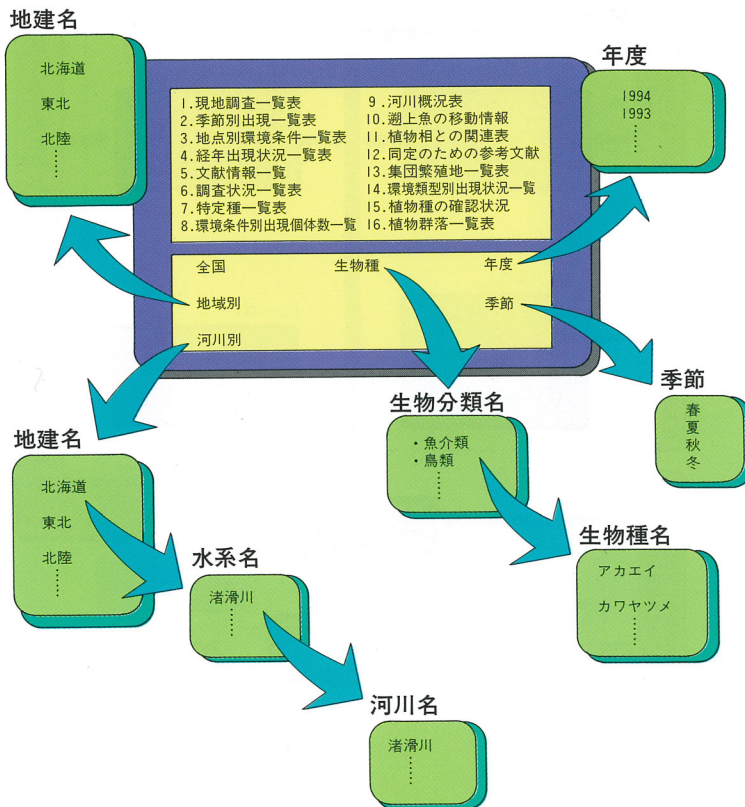 地建名
北海道
東北
北陸
⋮
年度
1994
1993
⋮
1.現地調査一覧表
2.季節別出現一覧表
3.地点別環境条件一覧表
4.経年出現状況一覧表
5.文献情報一覧
6.調査状況一覧表
7.特定種一覧表
8.環境条件別出現個体数一覧
9.河川概況表
10.遡上魚の移動情報
11.植物相との関連表
12.同定のための参考文献
13.集団繁殖地一覧表
14.環境類型別出現状況一覧
15.植物種の確認状況
16.植物群落一覧表
全国 生物種 年度
地域別 季節
河川別
季節
春
夏
秋
冬
生物分類名
・魚介類
・鳥類
⋮
地建名
北海道
東北
北陸
⋮
生物種名
アカエイ
カワヤツメ
⋮
水系名
渚滑川
⋮
河川名
渚滑川
⋮